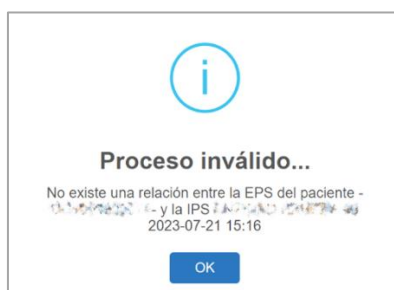 i
Proceso inválido...
No existe una relación entre la EPS del paciente -
- y la IPS
2023-07-21 15:16
OK